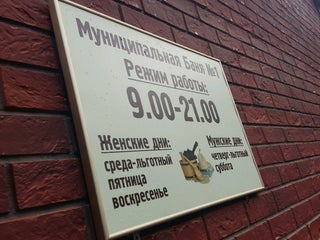 Муниципальная Баня №1
Режим работы:
9.00-21.00
Женские дни:
среда-льготный
пятница
воскресенье
Мужские дни:
четверг-льготный
суббота